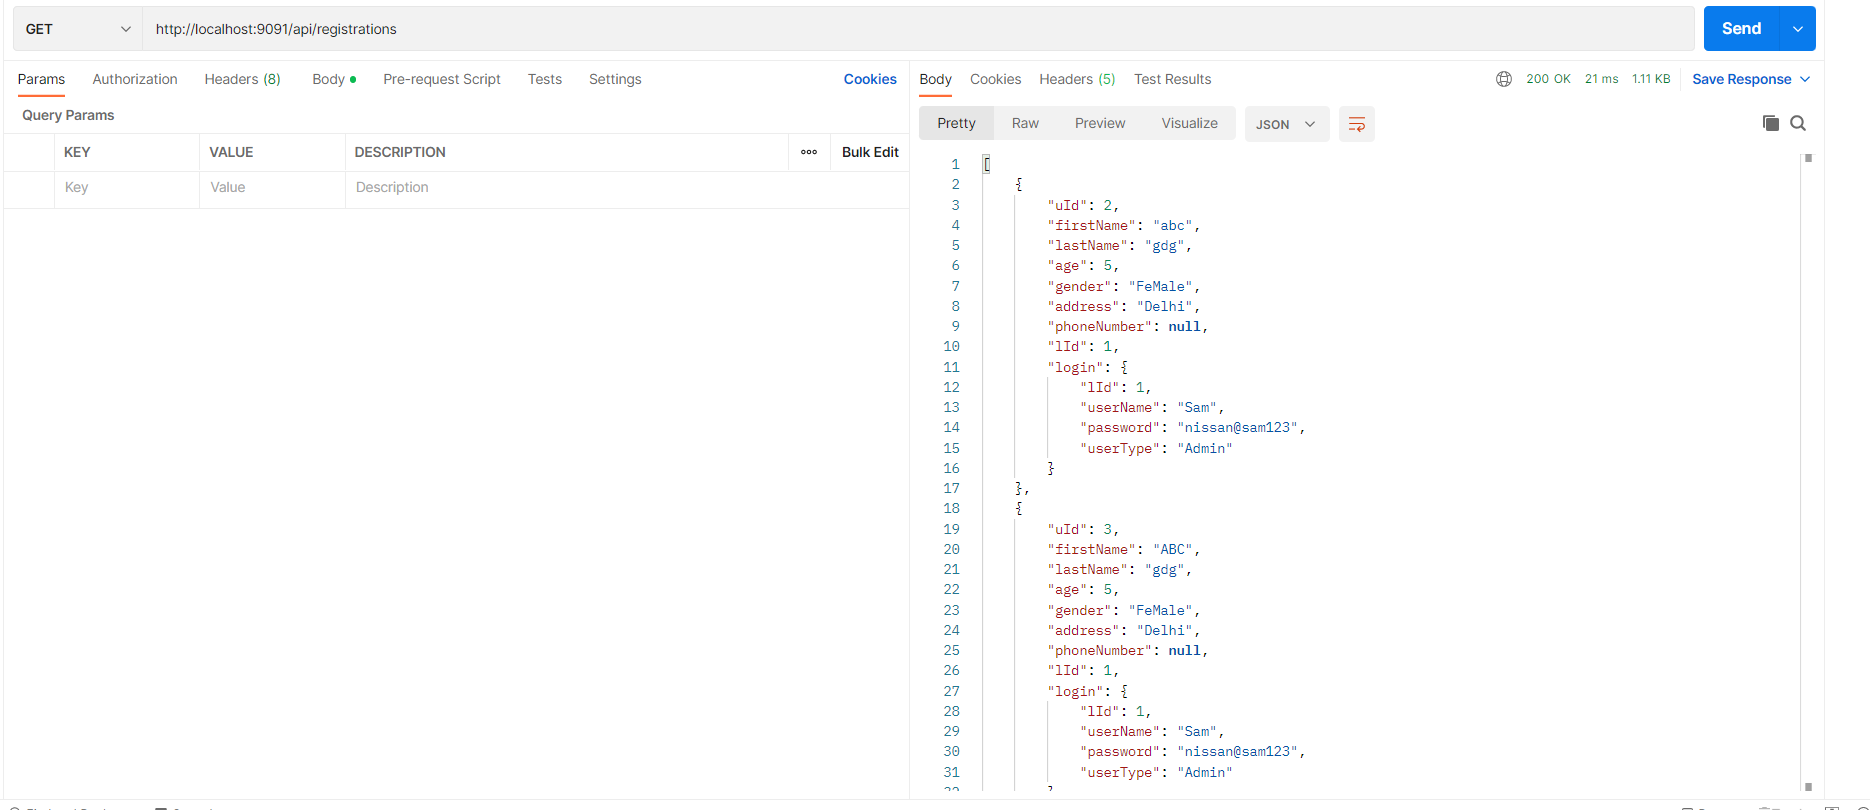 GET http://localhost:9091/api/registrations Send
Params Authorization Headers (8) Body Pre-request Script Tests Settings Cookies
Query Params
KEY VALUE DESCRIPTION Bulk Edit
Key Value Description
Body Cookies Headers (5) Test Results 200 OK 21 ms 1.11 KB Save Response
Pretty Raw Preview Visualize JSON
1 [
2 {
3 "uId": 2,
4 "firstName": "abc",
5 "lastName": "gdg",
6 "age": 5,
7 "gender": "FeMale",
8 "address": "Delhi",
9 "phoneNumber": null,
10 "lId": 1,
11 "login": {
12 "lId": 1,
13 "userName": "Sam",
14 "password": "nissan@sam123",
15 "userType": "Admin"
16 }
17 },
18 {
19 "uId": 3,
20 "firstName": "ABC",
21 "lastName": "gdg",
22 "age": 5,
23 "gender": "FeMale",
24 "address": "Delhi",
25 "phoneNumber": null,
26 "lId": 1,
27 "login": {
28 "lId": 1,
29 "userName": "Sam",
30 "password": "nissan@sam123",
31 "userType": "Admin"